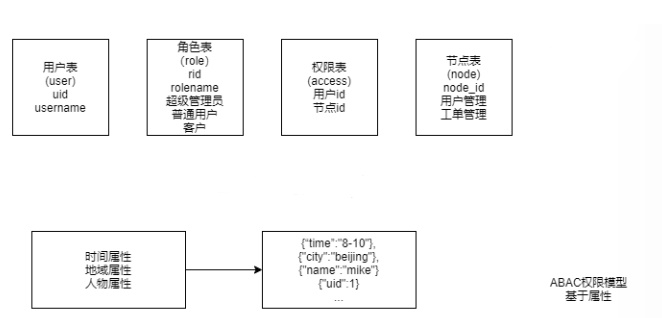 用户表
(user)
uid
username
角色表
(role)
rid
rolename
超级管理员
普通用户
客户
权限表
(access)
用户id
节点id
节点表
(node)
node_id
用户管理
工单管理
时间属性
地域属性
人物属性
{"time":"8-10"},
{"city":"beijing"},
{"name":"mike"}
{"uid":1}
...
ABAC权限模型
基于属性